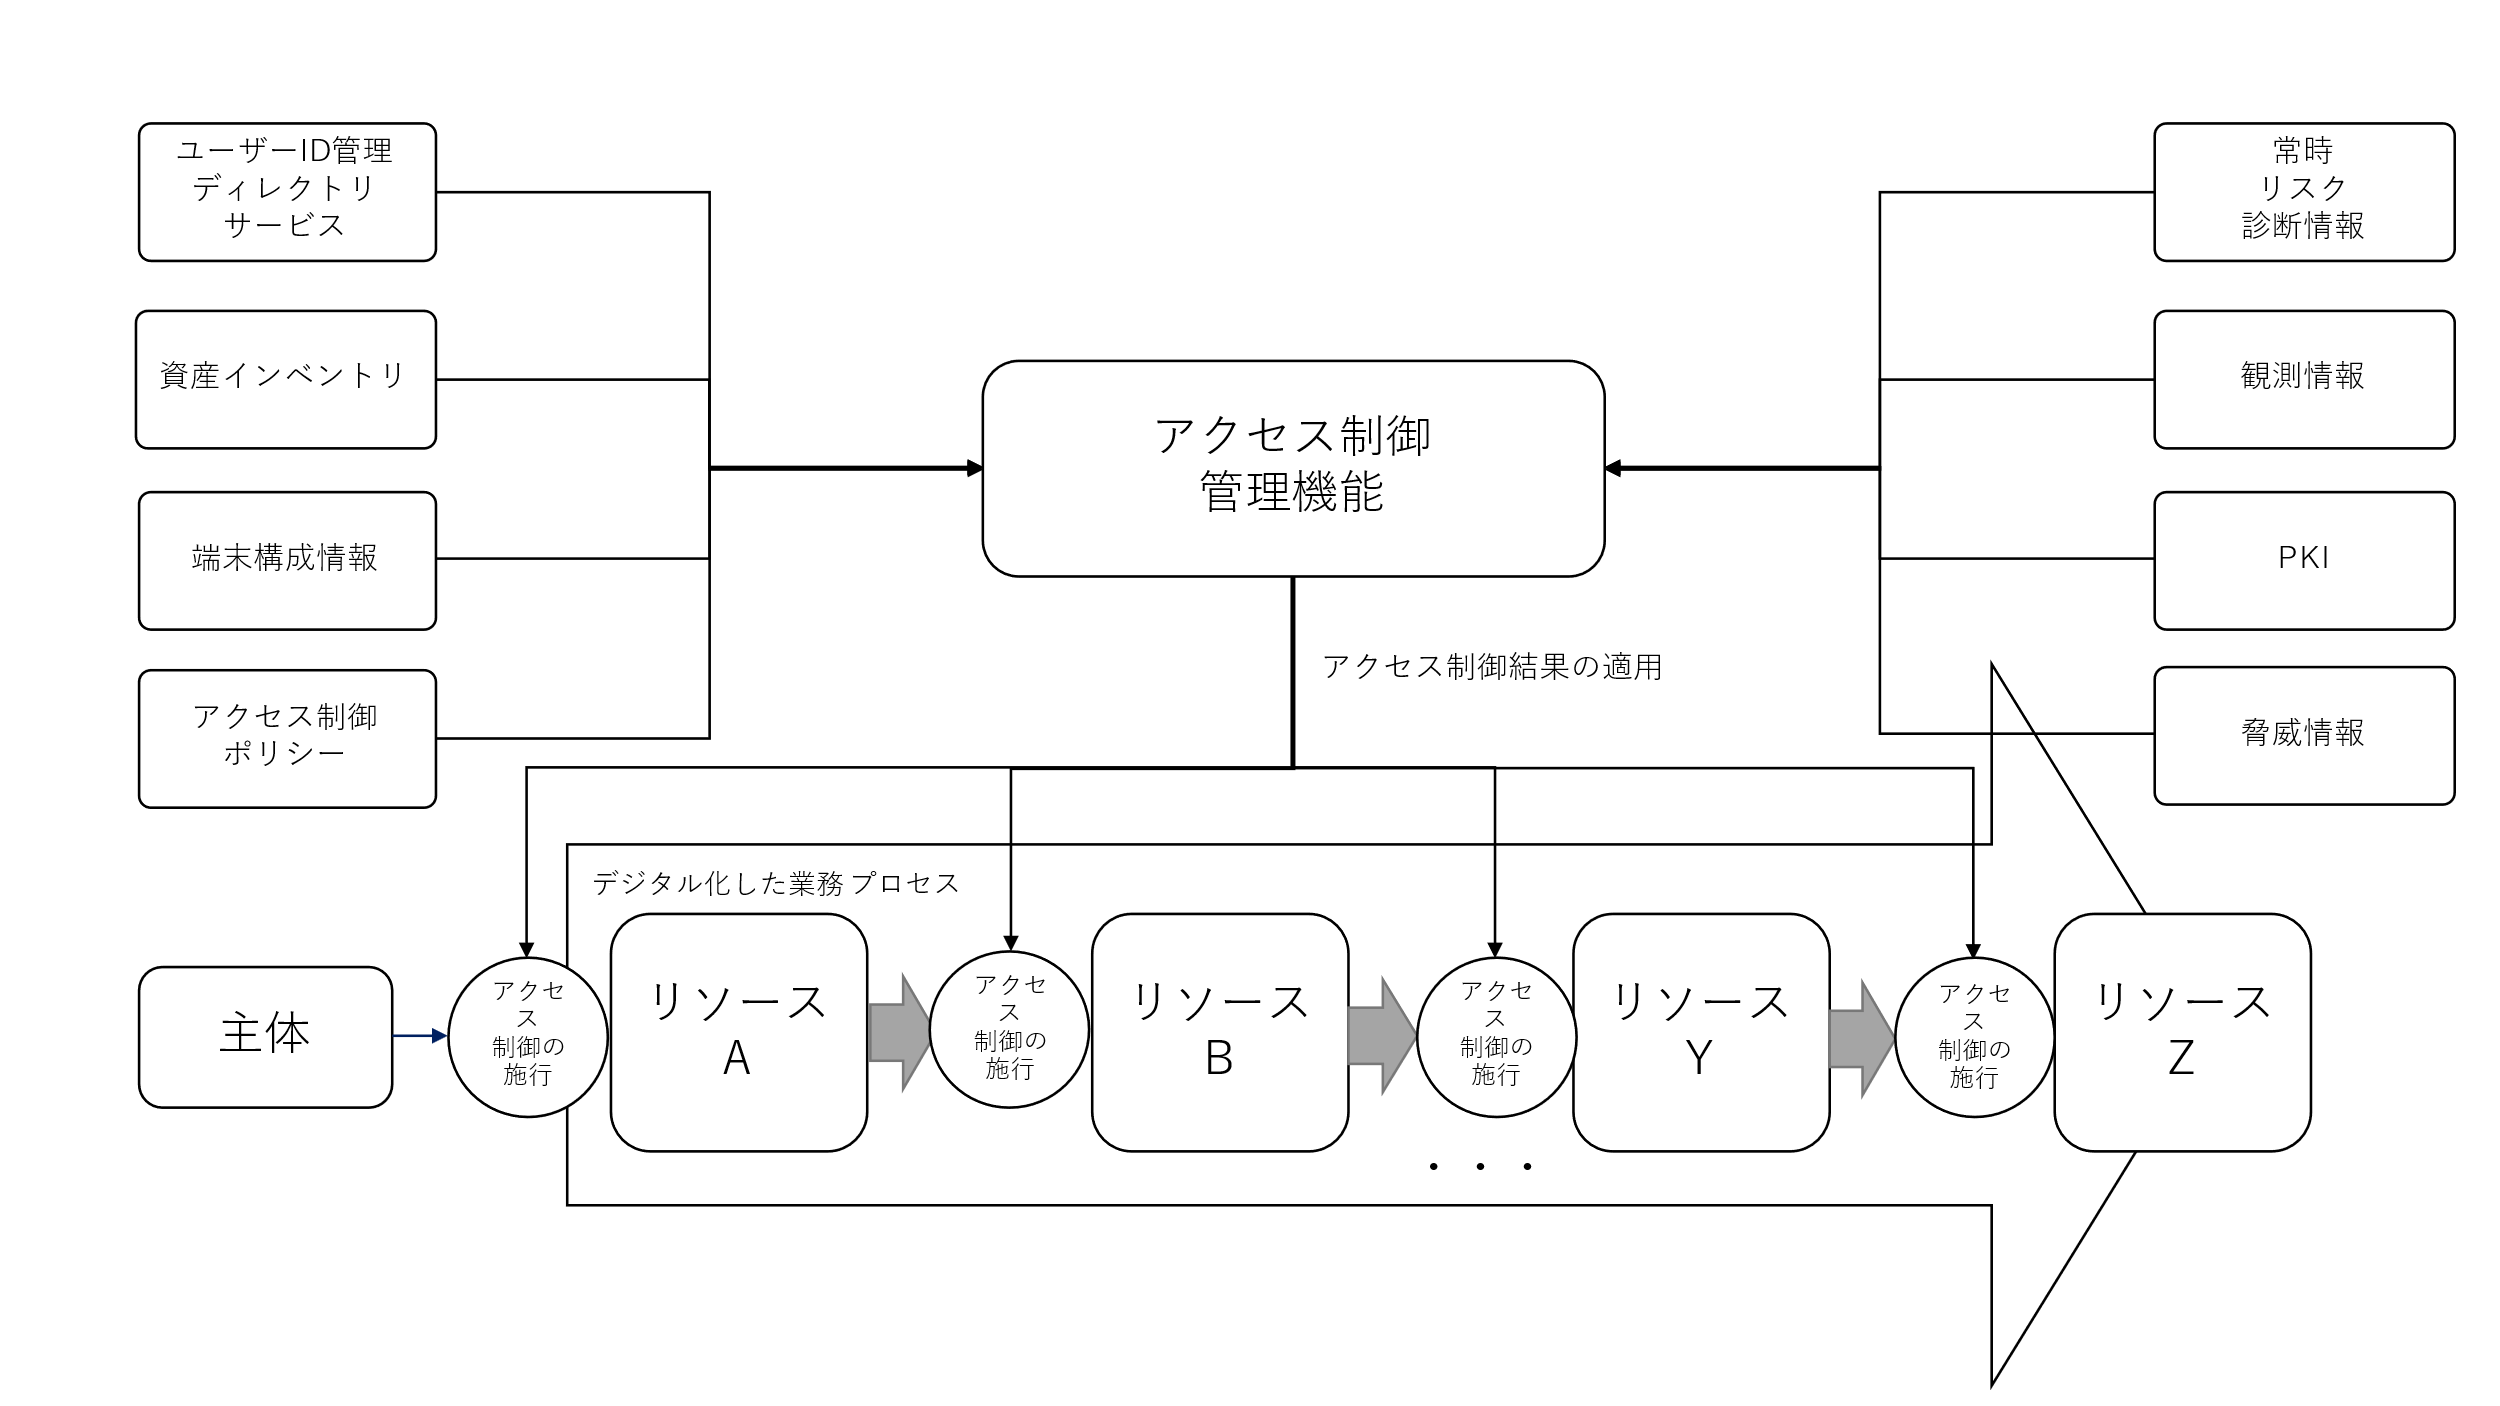 ユーザーID管理
ディレクトリ
サービス
資産インベントリ
端末構成情報
アクセス制御
ポリシー
アクセス制御
管理機能
アクセス制御結果の適用
常時
リスク
診断情報
観測情報
PKI
脅威情報
デジタル化した業務プロセス
主体
アクセ
ス
制御の
施行
リソース
A
アクセ
ス
制御の
施行
リソース
B
・・・
アクセ
ス
制御の
施行
リソース
Y
アクセ
ス
制御の
施行
リソース
Z